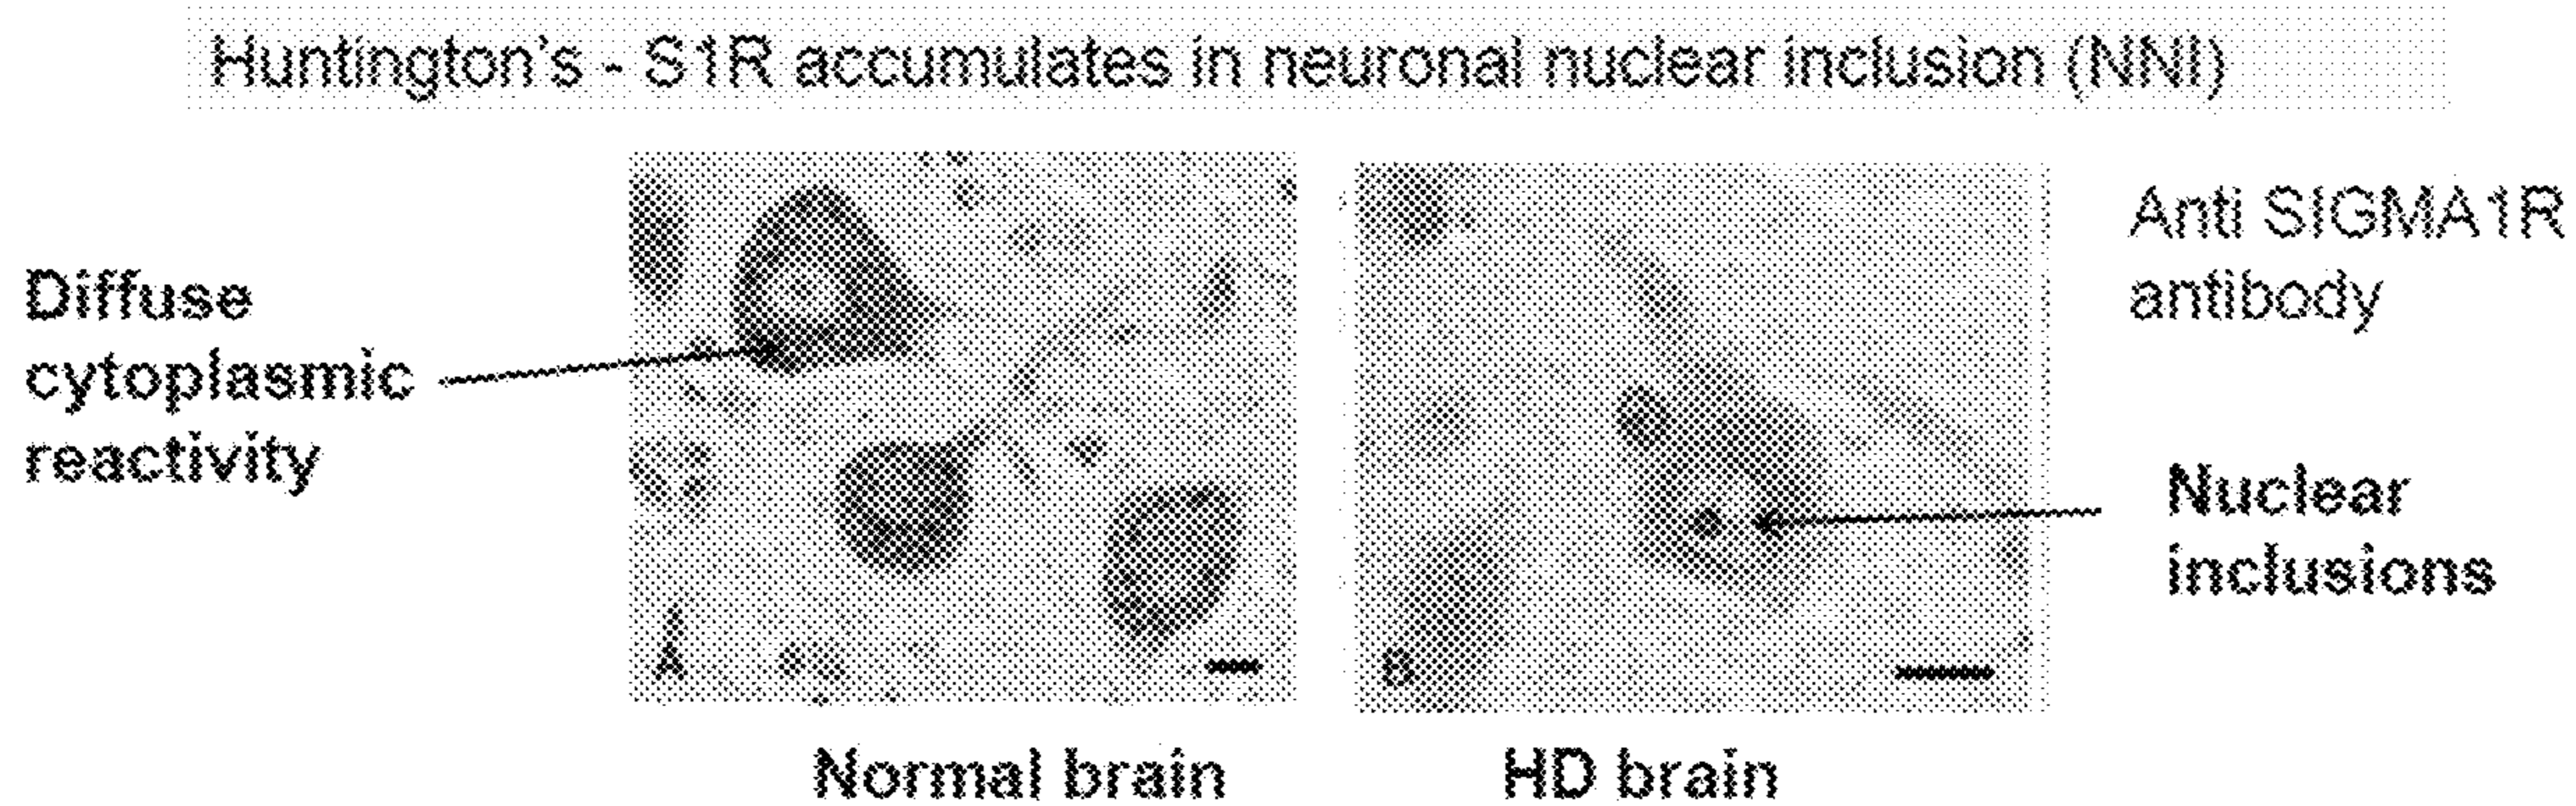 Huntington's - S1R accumulates in neuronal nuclear inclusion (NNI)
Anti SIGMA1R
antibody
Diffuse
cytoplasmic
reactivity
Nuclear
inclusions
A
B
Normal brain
HD brain